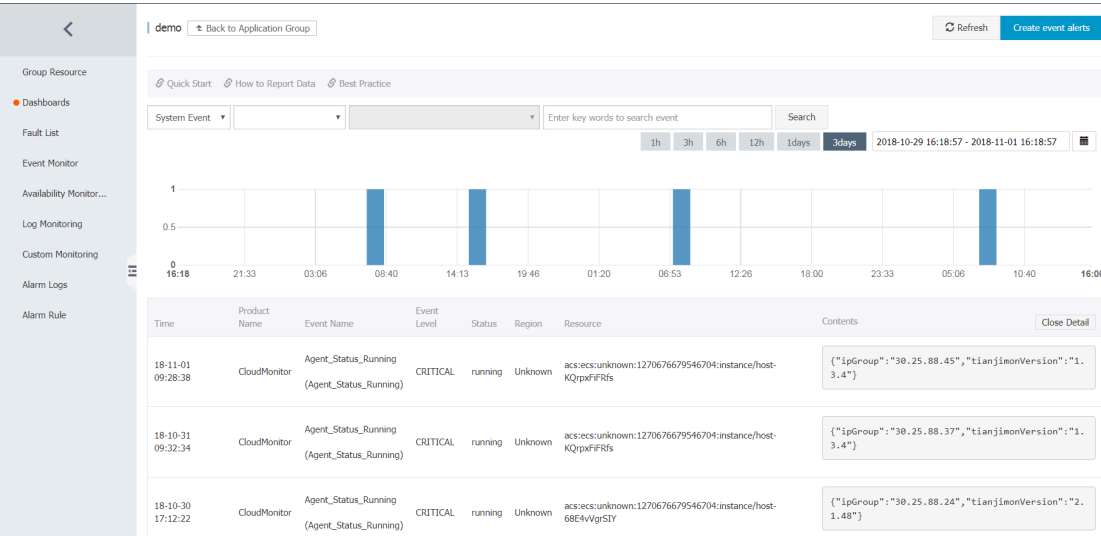 demo
Back to Application Group
Refresh
Create event alerts
Group Resource
Dashboards
Fault List
Event Monitor
Availability Monitor...
Log Monitoring
Custom Monitoring
Alarm Logs
Alarm Rule
Quick Start How to Report Data Best Practice
System Event
Enter key words to search event
Search
1h 3h 6h 12h 1days 3days 2018-10-29 16:18:57 - 2018-11-01 16:18:57
1
0.5
0
16:18 21:33 03:06 08:40 14:13 19:46 01:20 06:53 12:26 18:00 23:33 05:06 10:40 16:00
Time
Product
Name
Event Name
Event
Level
Status
Region
Resource
Contents
Close Detail
18-11-01
09:28:38
CloudMonitor
Agent_Status_Running
(Agent_Status_Running)
CRITICAL
running
Unknown
acs:ecs:unknown:1270676679546704:instance/host-
KQrpxFiFRfs
{"ipGroup":"30.25.88.45","tianjimonVersion":"1.
3.4"}
18-10-31
09:32:34
CloudMonitor
Agent_Status_Running
(Agent_Status_Running)
CRITICAL
running
Unknown
acs:ecs:unknown:1270676679546704:instance/host-
KQrpxFiFRfs
{"ipGroup":"30.25.88.37","tianjimonVersion":"1.
3.4"}
18-10-30
17:12:22
CloudMonitor
Agent_Status_Running
(Agent_Status_Running)
CRITICAL
running
Unknown
acs:ecs:unknown:1270676679546704:instance/host-
68E4vVgrSIY
{"ipGroup":"30.25.88.24","tianjimonVersion":"2.
1.48"}